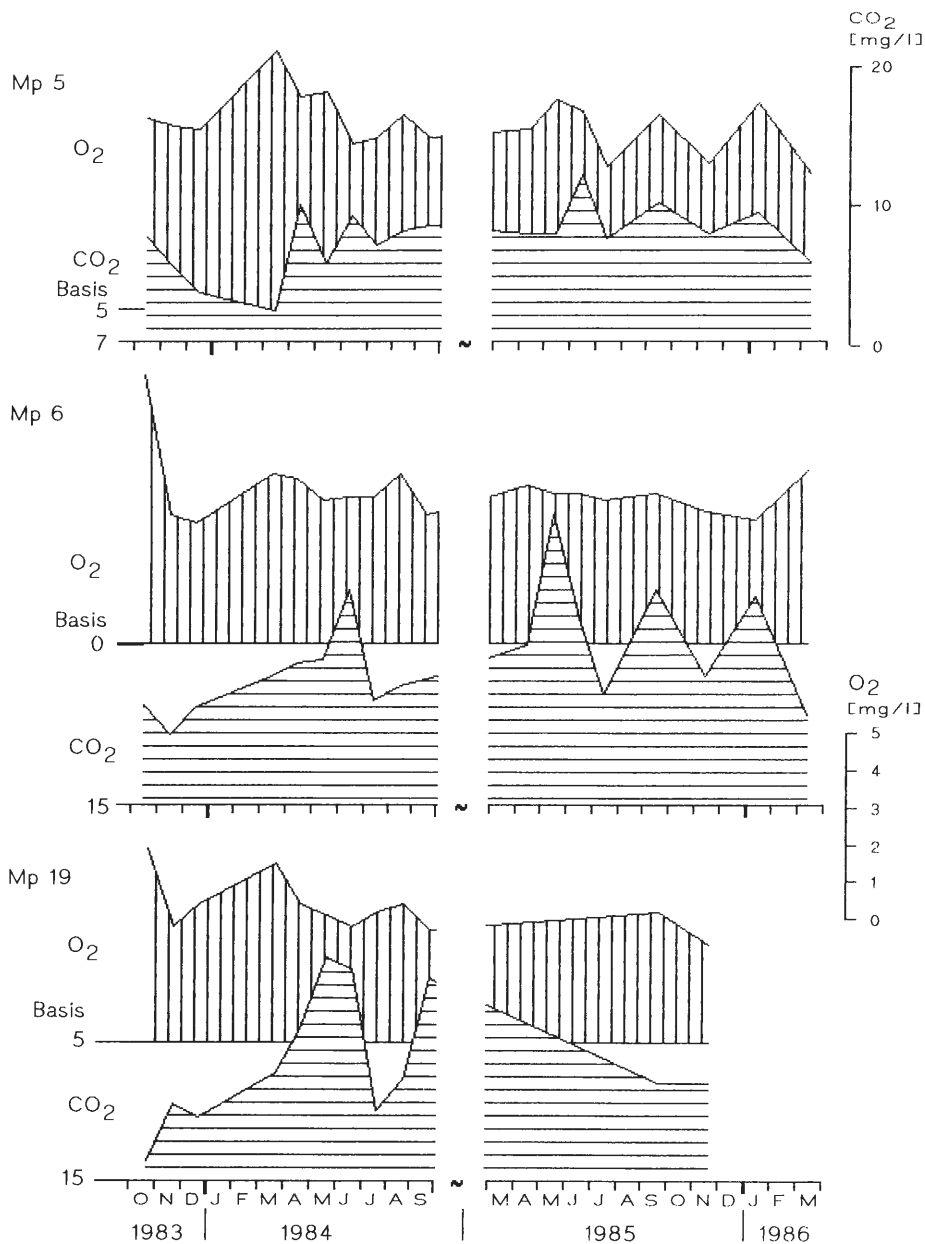 CO2
[mg/l]
20
10
0
Mp 5
O2
CO2
Basis
5
7
≈
Mp 6
O2
Basis
0
CO2
15
≈
O2
[mg/l]
5
4
3
2
1
0
Mp 19
O2
Basis
5
CO2
15
≈
O N D J F M A M J J A S M A M J J A S O N D J F M
1983 1984 1985 1986